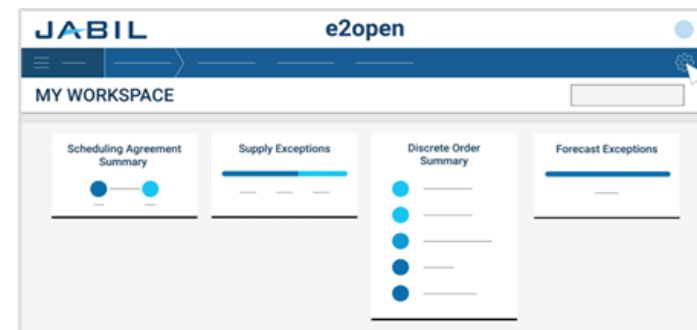 JABIL
e2open
MY WORKSPACE
Scheduling Agreement
Summary
Supply Exceptions
Discrete Order
Summary
Forecast Exceptions